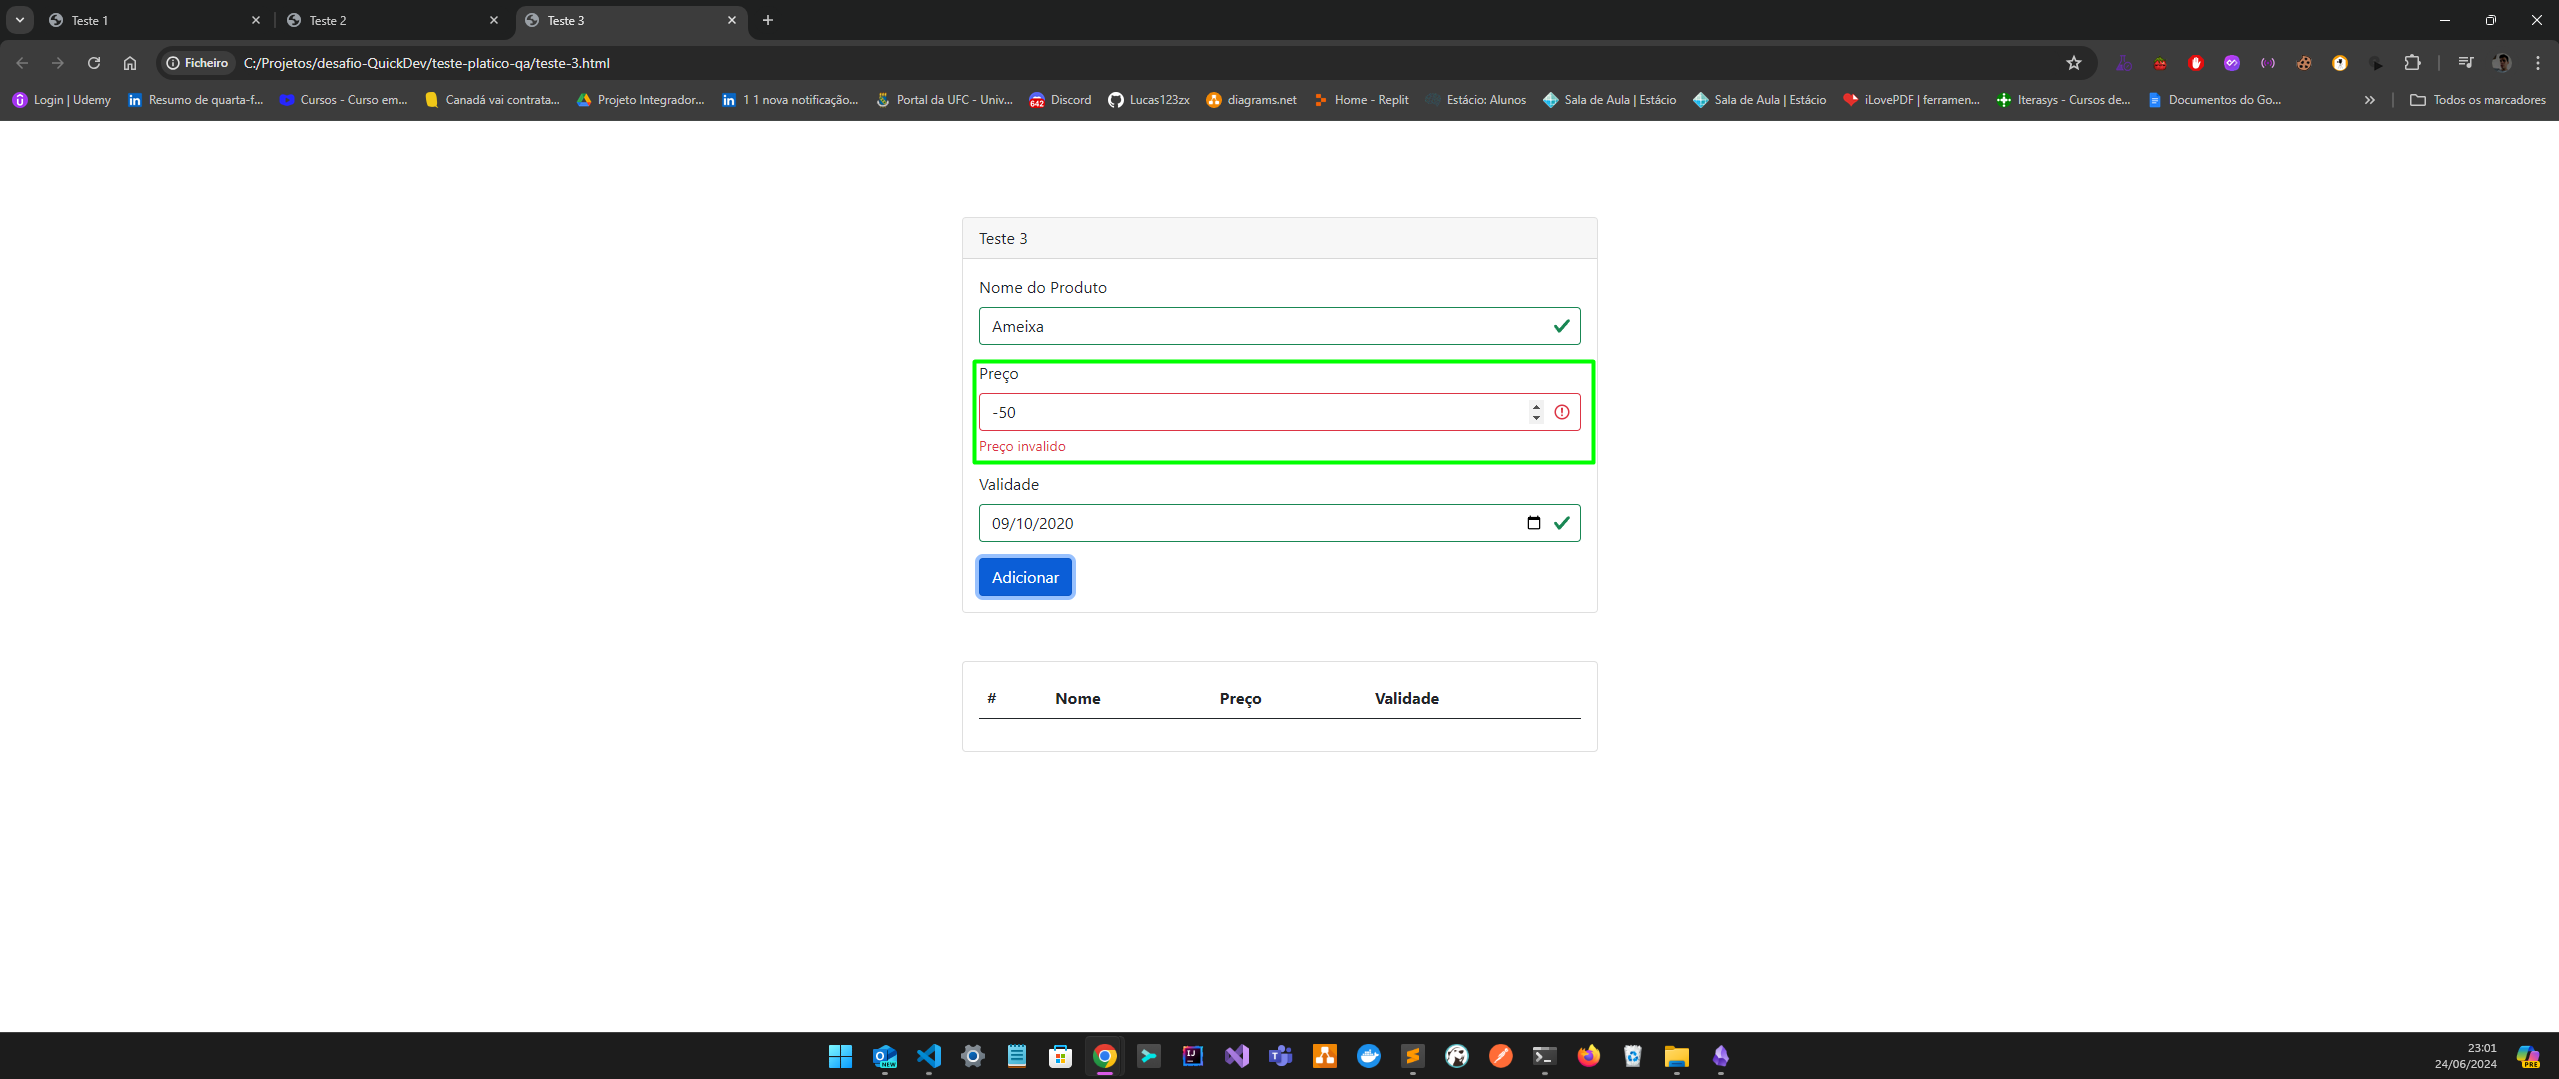 Teste 1
Teste 2
Teste 3
Ficheiro
C:/Projetos/desafio-QuickDev/teste-platico-qa/teste-3.html
Login | Udemy
Resumo de quarta-f...
Cursos - Curso em...
Canadá vai contrata...
Projeto Integrador...
1 1 nova notificação...
Portal da UFC - Univ...
Discord
Lucas123zx
diagrams.net
Home - Replit
Estácio: Alunos
Sala de Aula | Estácio
Sala de Aula | Estácio
iLovePDF | ferramen...
Iterasys - Cursos de...
Documentos do Go...
Todos os marcadores
Teste 3
Nome do Produto
Ameixa
Preço
-50
Preço invalido
Validade
09/10/2020
Adicionar
# Nome Preço Validade
23:01
24/06/2024